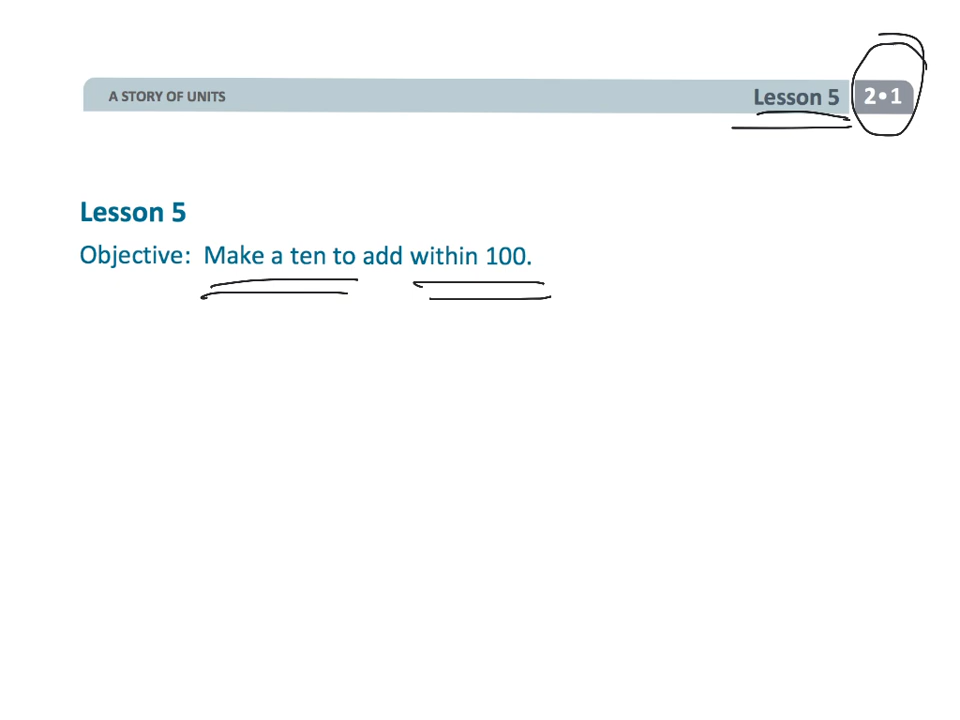 A STORY OF UNITS
Lesson 5 2•1
Lesson 5
Objective: Make a ten to add within 100.